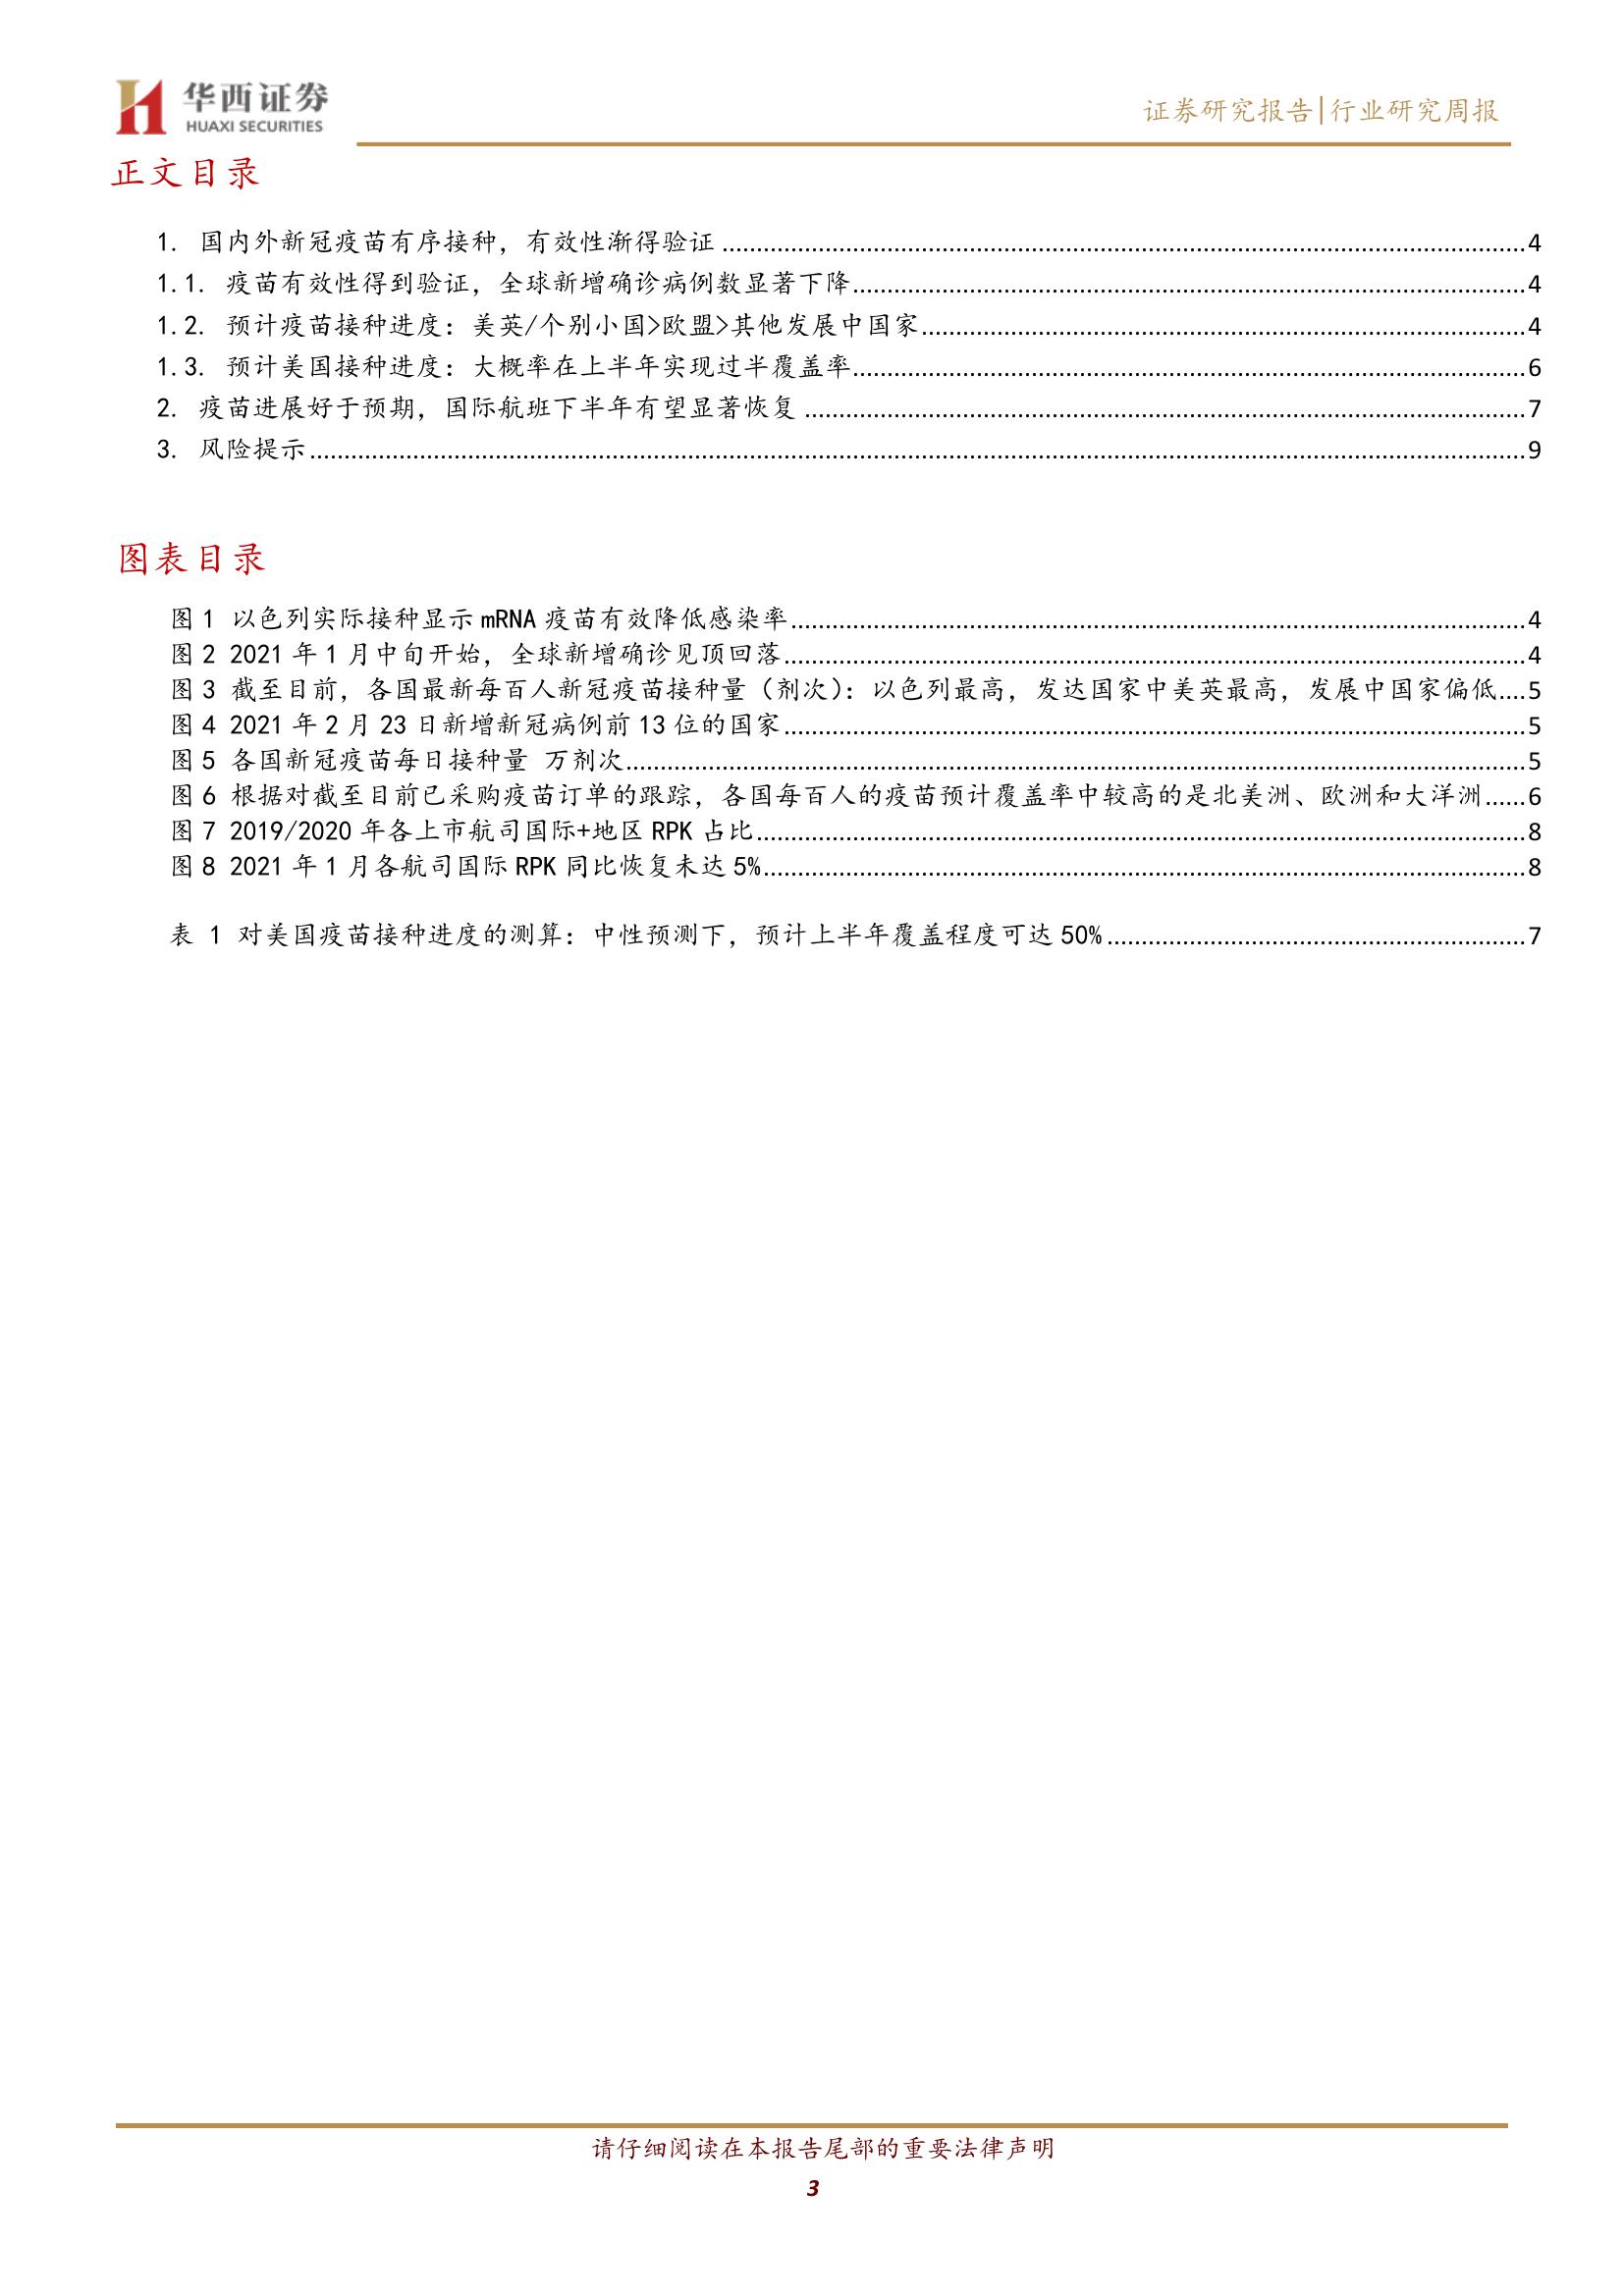 华西证券
HUAXI SECURITIES
证券研究报告|行业研究周报
正文目录
1. 国内外新冠疫苗有序接种，有效性渐得验证........4
1.1. 疫苗有效性得到验证，全球新增确诊病例数显著下降........4
1.2. 预计疫苗接种进度：美英/个别小国>欧盟>其他发展中国家........4
1.3. 预计美国接种进度：大概率在上半年实现过半覆盖率........6
2. 疫苗进展好于预期，国际航班下半年有望显著恢复........7
3. 风险提示........9
图表目录
图 1 以色列实际接种显示 mRNA 疫苗有效降低感染率........4
图 2 2021 年 1 月中旬开始，全球新增确诊见顶回落........4
图 3 截至目前，各国最新每百人新冠疫苗接种量（剂次）：以色列最高，发达国家中美英最高，发展中国家偏低....5
图 4 2021 年 2 月 23 日新增新冠病例前 13 位的国家........5
图 5 各国新冠疫苗每日接种量 万剂次........5
图 6 根据对截至目前已采购疫苗订单的跟踪，各国每百人的疫苗预计覆盖率中较高的是北美洲、欧洲和大洋洲......6
图 7 2019/2020 年各上市航司国际+地区 RPK 占比........8
图 8 2021 年 1 月各航司国际 RPK 同比恢复未达 5%........8
表 1 对美国疫苗接种进度的测算：中性预测下，预计上半年覆盖程度可达 50%........7
请仔细阅读在本报告尾部的重要法律声明
3